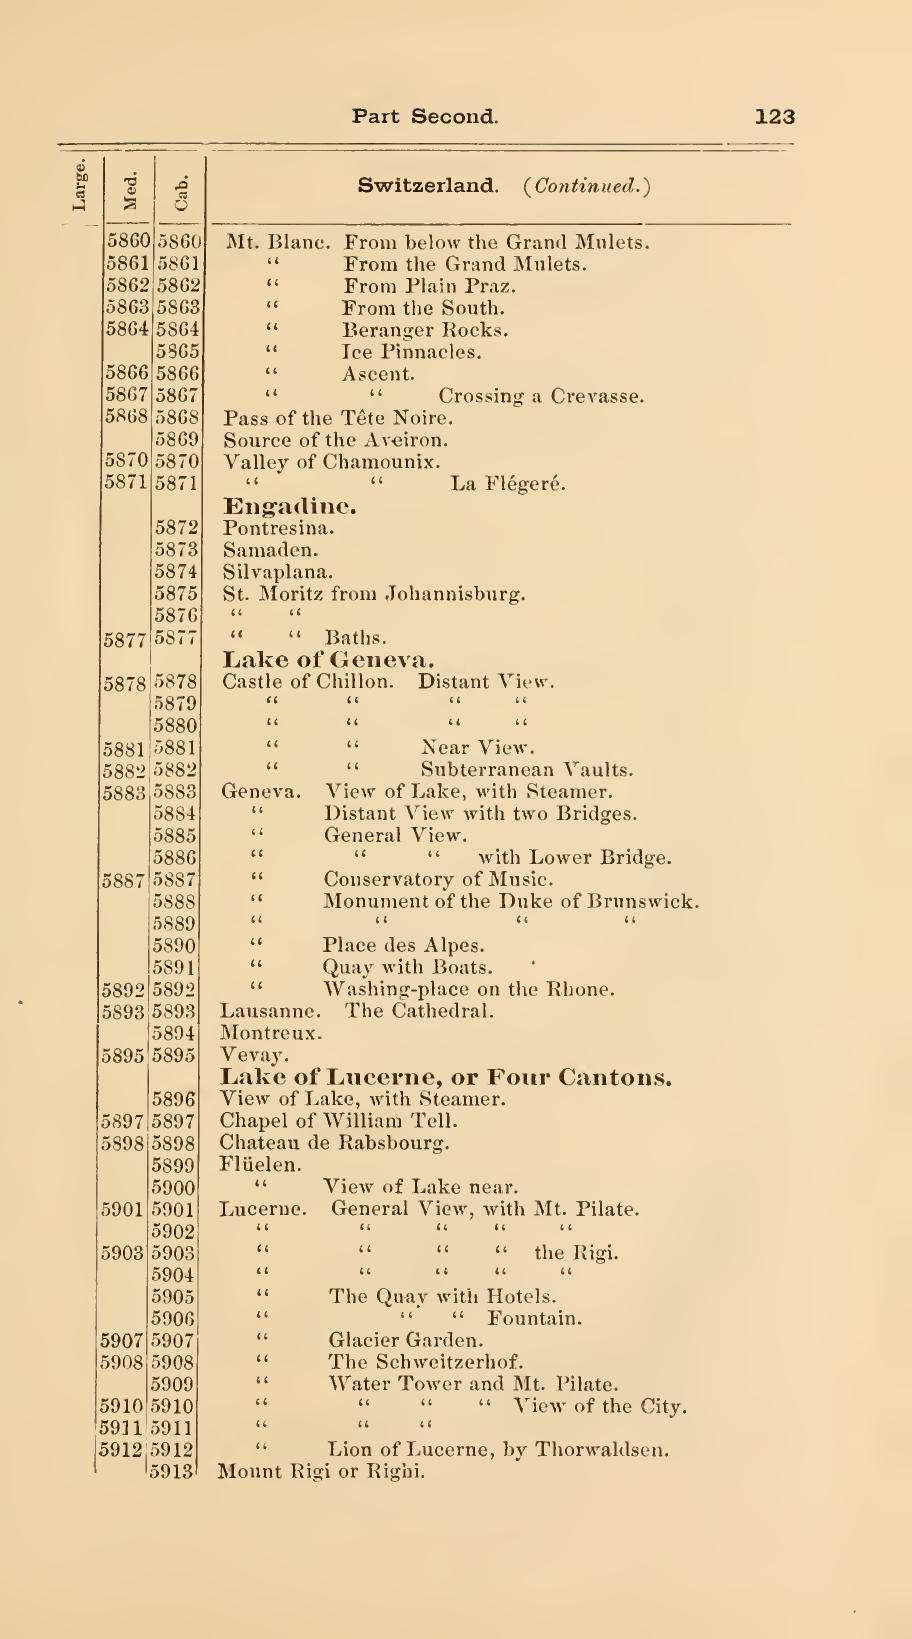 Part Second. 123
Large. Med. Cab. Switzerland. (Continued.)
5860 5860 Mt. Blanc. From below the Grand Mulets.
5861 5861 “ From the Grand Mulets.
5862 5862 “ From Plain Praz.
5863 5863 “ From the South.
5864 5864 “ Beranger Rocks.
5865 “ Ice Pinnacles.
5866 5866 “ Ascent.
5867 5867 “ “ Crossing a Crevasse.
5868 5868 Pass of the Tête Noire.
5869 Source of the Aveiron.
5870 5870 Valley of Chamounix.
5871 5871 “ “ La Flégeré.
Engadine.
5872 Pontresina.
5873 Samaden.
5874 Silvaplana.
5875 St. Moritz from Johannisburg.
5876 “ “
5877 5877 “ “ Baths.
Lake of Geneva.
5878 5878 Castle of Chillon. Distant View.
5879 “ “ “ “
5880 “ “ “ “
5881 5881 “ “ Near View.
5882 5882 “ “ Subterranean Vaults.
5883 5883 Geneva. View of Lake, with Steamer.
5884 “ Distant View with two Bridges.
5885 “ General View.
5886 “ “ “ with Lower Bridge.
5887 5887 “ Conservatory of Music.
5888 “ Monument of the Duke of Brunswick.
5889 “ “ “ “
5890 “ Place des Alpes.
5891 “ Quay with Boats.
5892 5892 “ Washing-place on the Rhone.
5893 5893 Lausanne. The Cathedral.
5894 Montreux.
5895 5895 Vevay.
Lake of Lucerne, or Four Cantons.
5896 View of Lake, with Steamer.
5897 5897 Chapel of William Tell.
5898 5898 Chateau de Rabsbourg.
5899 Flüelen.
5900 “ View of Lake near.
5901 5901 Lucerne. General View, with Mt. Pilate.
5902 “ “ “ “ “
5903 5903 “ “ “ “ the Rigi.
5904 “ “ “ “ “
5905 “ The Quay with Hotels.
5906 “ “ “ Fountain.
5907 5907 “ Glacier Garden.
5908 5908 “ The Schweitzerhof.
5909 “ Water Tower and Mt. Pilate.
5910 5910 “ “ “ “ View of the City.
5911 5911 “ “ “
5912 5912 “ Lion of Lucerne, by Thorwaldsen.
5913 Mount Rigi or Righi.